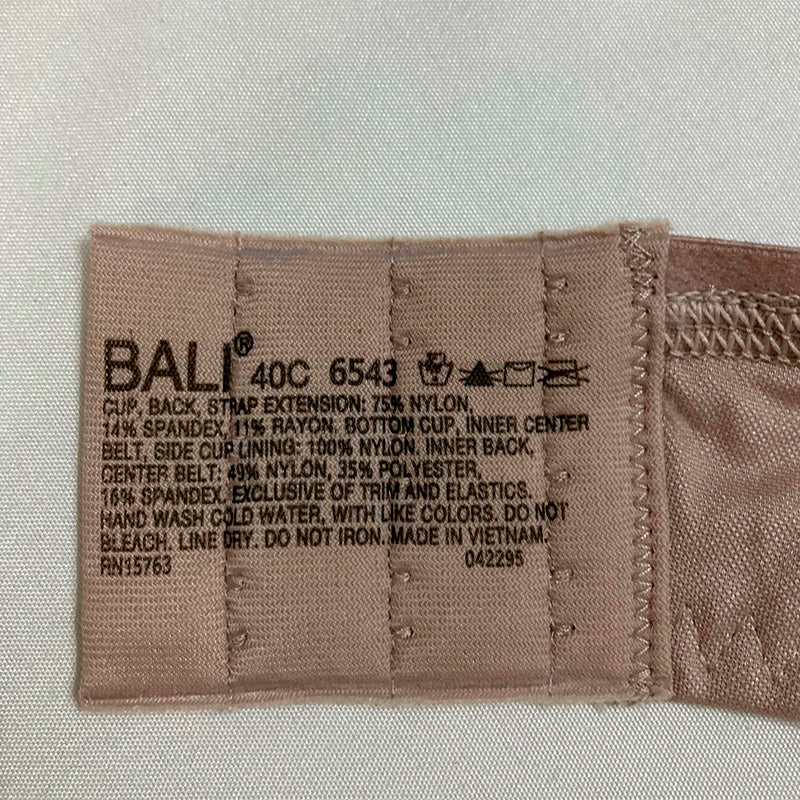 BALI® 40C 6543
CUP, BACK, STRAP EXTENSION: 75% NYLON,
14% SPANDEX, 11% RAYON. BOTTOM CUP, INNER CENTER
BELT, SIDE CUP LINING: 100% NYLON. INNER BACK,
CENTER BELT: 49% NYLON, 35% POLYESTER,
16% SPANDEX. EXCLUSIVE OF TRIM AND ELASTICS.
HAND WASH COLD WATER, WITH LIKE COLORS. DO NOT
BLEACH. LINE DRY. DO NOT IRON. MADE IN VIETNAM.
RN15763 042295